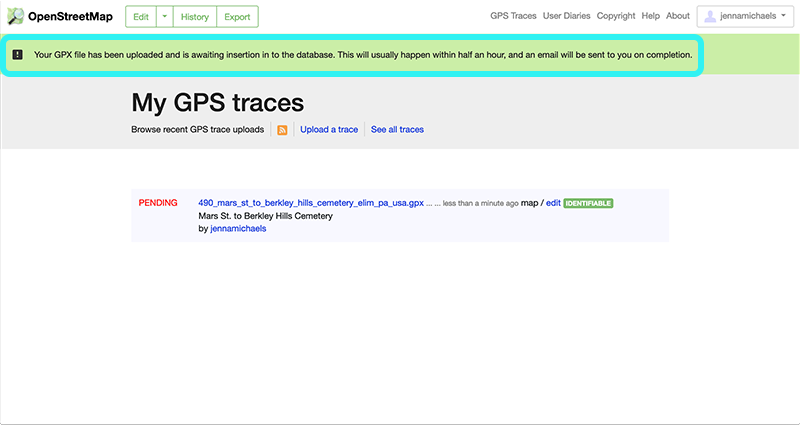 OpenStreetMap Edit History Export GPS Traces User Diaries Copyright Help About jennamichaels
Your GPX file has been uploaded and is awaiting insertion in to the database. This will usually happen within half an hour, and an email will be sent to you on completion.
My GPS traces
Browse recent GPS trace uploads Upload a trace See all traces
PENDING 490_mars_st_to_berkley_hills_cemetery_elim_pa_usa.gpx ... ... less than a minute ago map / edit IDENTIFIABLE
Mars St. to Berkley Hills Cemetery
by jennamichaels